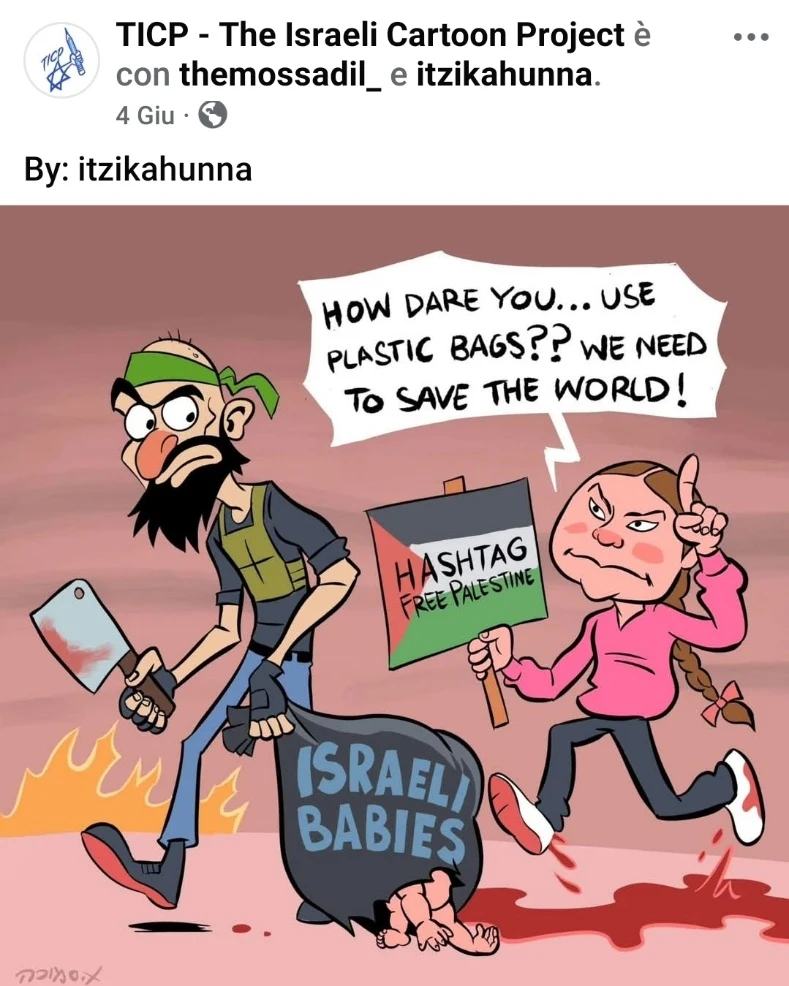 TICP
TICP - The Israeli Cartoon Project è
con themossadil_ e itzikahunna.
4 Giu ·
By: itzikahunna
HOW DARE YOU... USE
PLASTIC BAGS?? WE NEED
TO SAVE THE WORLD!
HASHTAG
FREE PALESTINE
ISRAELI
BABIES